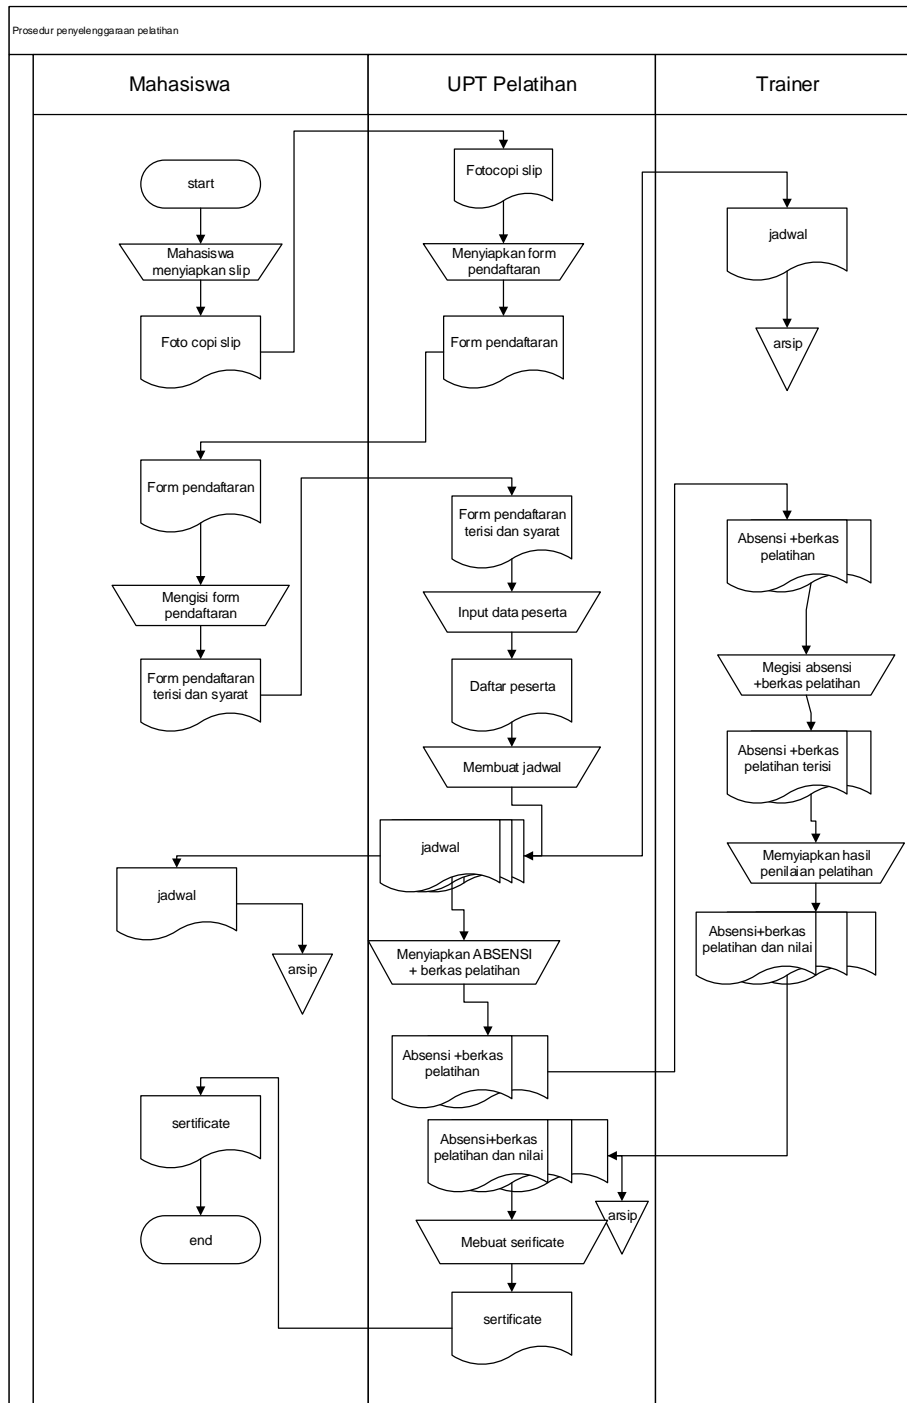 Prosedur penyelenggaraan pelatihan
Mahasiswa
UPT Pelatihan
Trainer
start
Mahasiswa
menyiapkan slip
Foto copi slip
Form pendaftaran
Mengisi form
pendaftaran
Form pendaftaran
terisi dan syarat
jadwal
arsip
sertificate
end
Fotocopi slip
Menyiapkan form
pendaftaran
Form pendaftaran
Form pendaftaran
terisi dan syarat
Input data peserta
Daftar peserta
Membuat jadwal
jadwal
Menyiapkan ABSENSI
+ berkas pelatihan
Absensi +berkas
pelatihan
Absensi+berkas
pelatihan dan nilai
arsip
Mebuat serificate
sertificate
jadwal
arsip
Absensi +berkas
pelatihan
Megisi absensi
+berkas pelatihan
Absensi +berkas
pelatihan terisi
Memyiapkan hasil
penilaian pelatihan
Absensi+berkas
pelatihan dan nilai